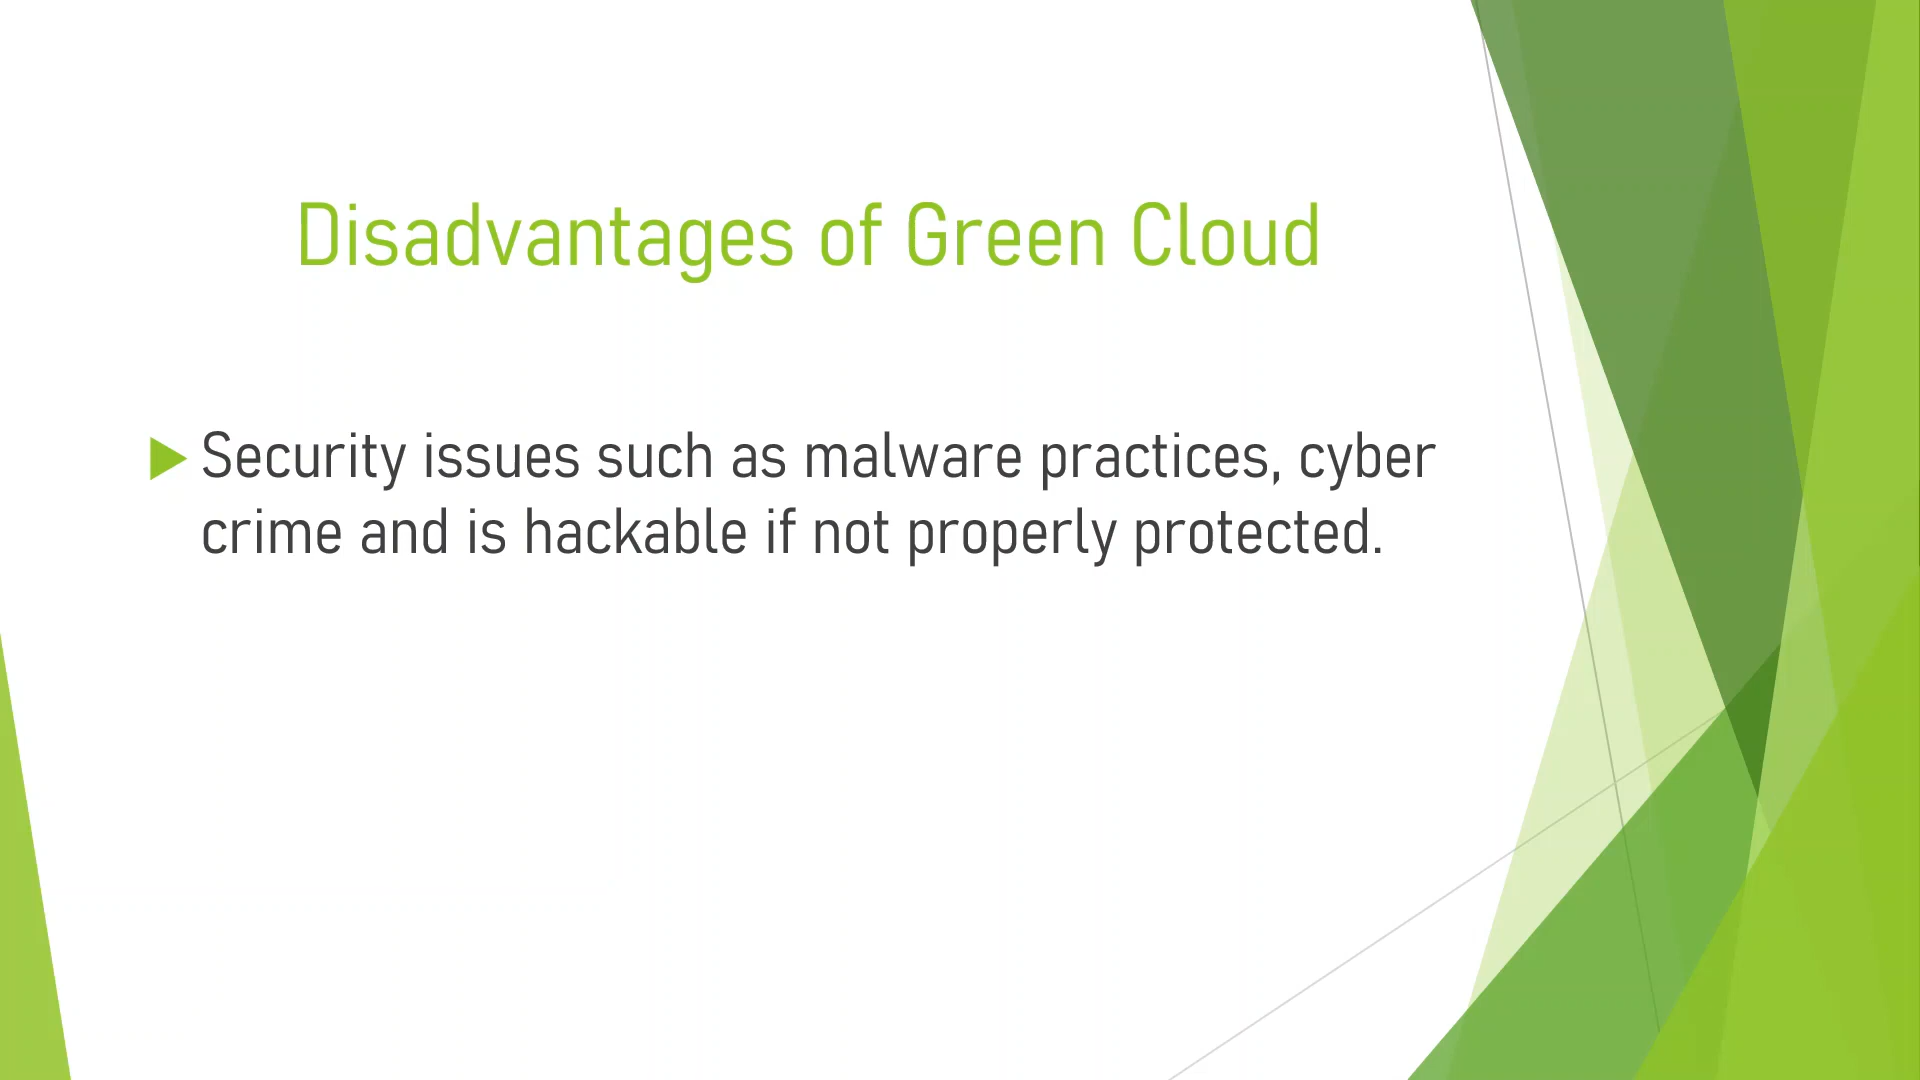 Disadvantages of Green Cloud
Security issues such as malware practices, cyber
crime and is hackable if not properly protected.